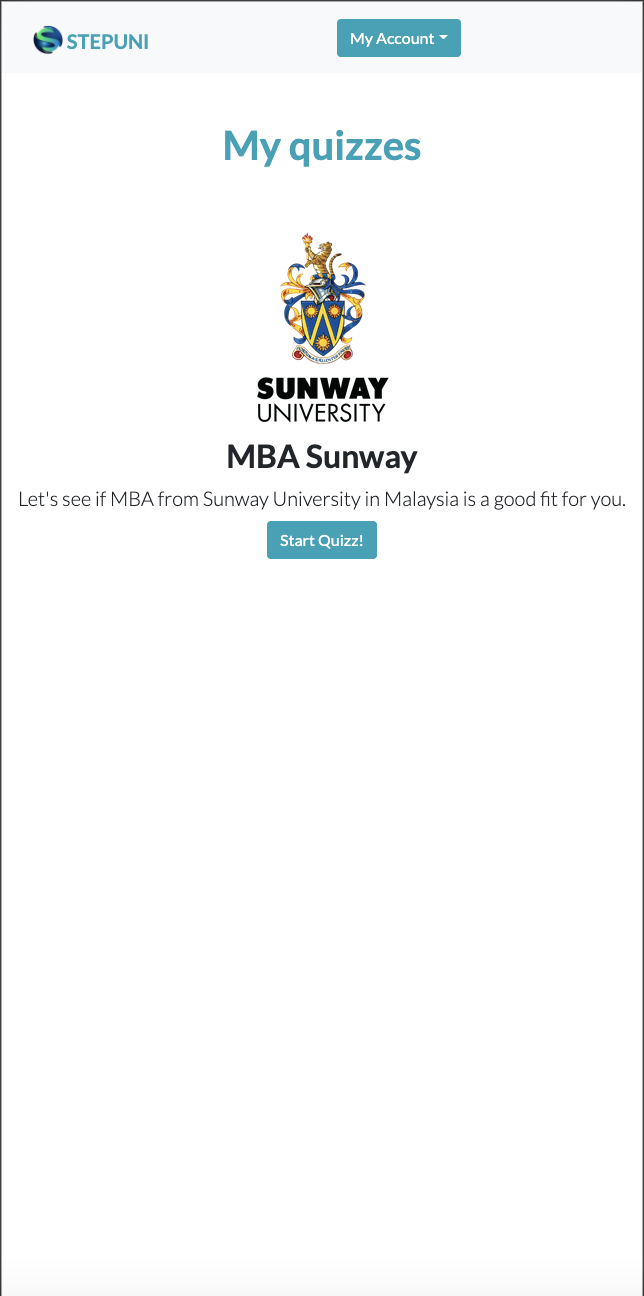 STEPUNI
My Account
My quizzes
SUNWAY
UNIVERSITY
MBA Sunway
Let's see if MBA from Sunway University in Malaysia is a good fit for you.
Start Quizz!